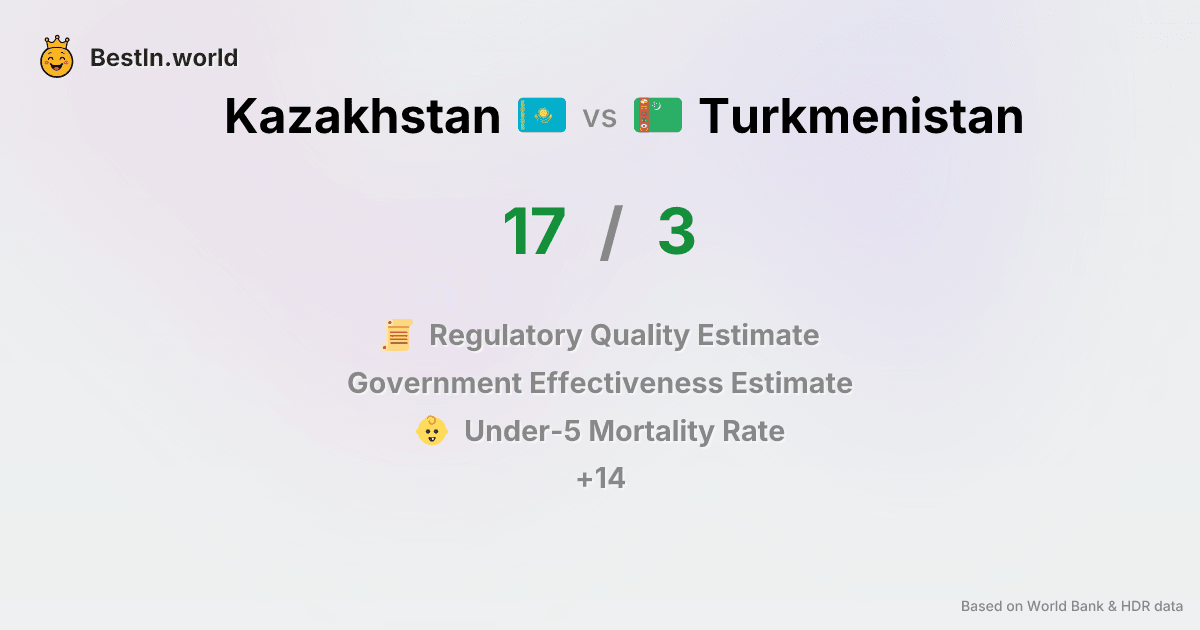 BestIn.world
Kazakhstan vs Turkmenistan
17 / 3
Regulatory Quality Estimate
Government Effectiveness Estimate
Under-5 Mortality Rate
+14
Based on World Bank & HDR data